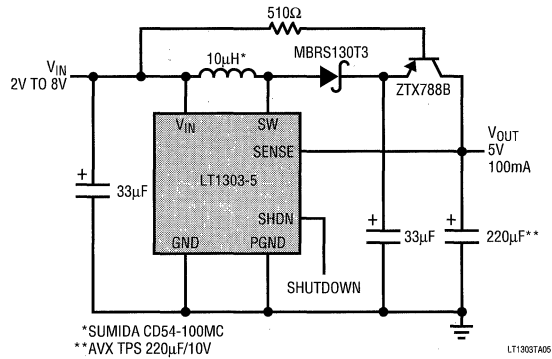 510Ω
10µH*
MBRS130T3
VIN
2V TO 8V
ZTX788B
VIN
SW
SENSE
VOUT
5V
100mA
LT1303-5
+
33µF
SHDN
+
33µF
+
220µF**
GND
PGND
SHUTDOWN
*SUMIDA CD54-100MC
**AVX TPS 220µF/10V
LT1303TA05